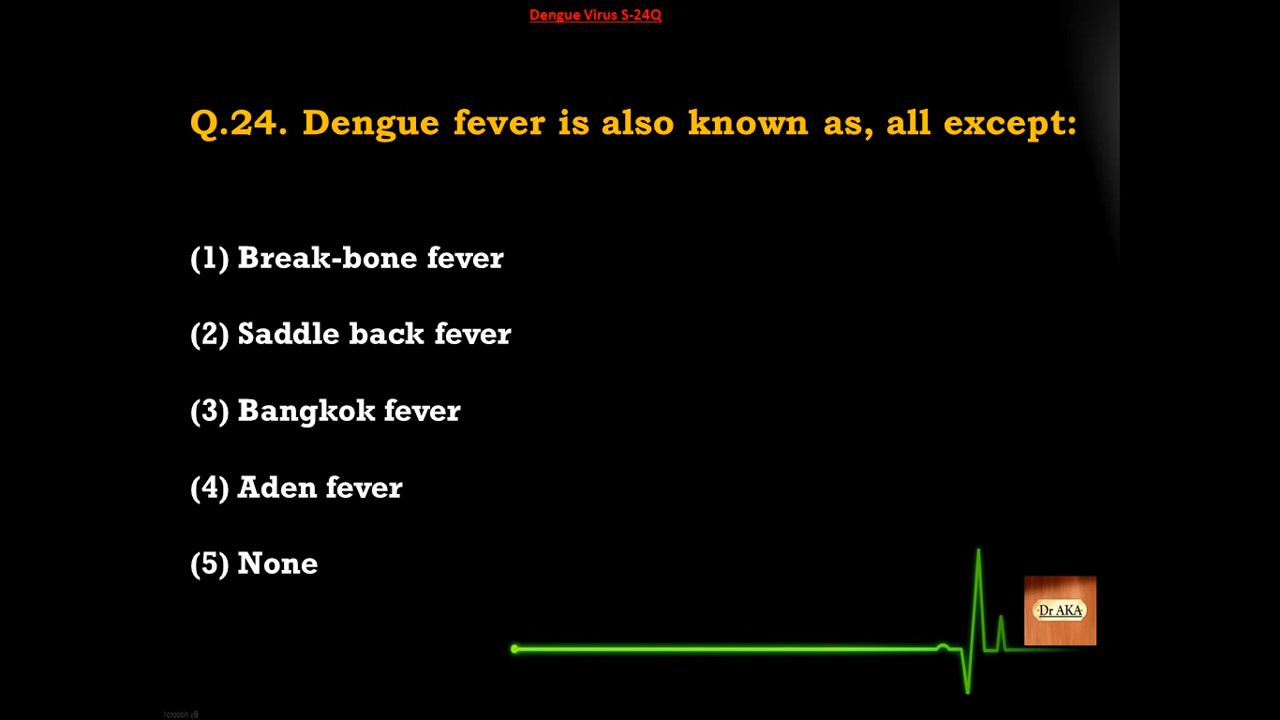 Dengue Virus S-24Q
Q.24. Dengue fever is also known as, all except:
(1) Break-bone fever
(2) Saddle back fever
(3) Bangkok fever
(4) Aden fever
(5) None
Dr AKA